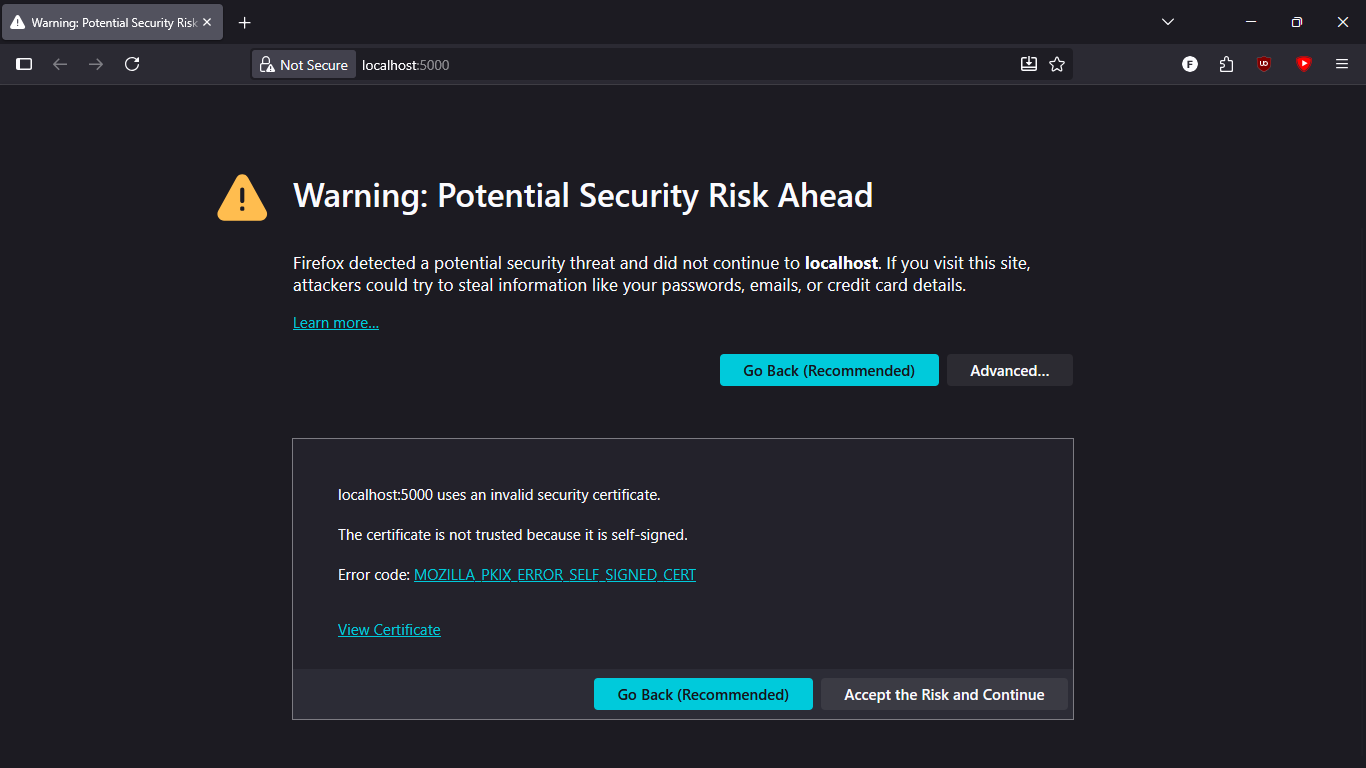 Warning: Potential Security Risk
Not Secure
localhost:5000
F
UD
Warning: Potential Security Risk Ahead
Firefox detected a potential security threat and did not continue to localhost. If you visit this site,
attackers could try to steal information like your passwords, emails, or credit card details.
Learn more...
Go Back (Recommended)
Advanced...
localhost:5000 uses an invalid security certificate.
The certificate is not trusted because it is self-signed.
Error code: MOZILLA_PKIX_ERROR_SELF_SIGNED_CERT
View Certificate
Go Back (Recommended)
Accept the Risk and Continue